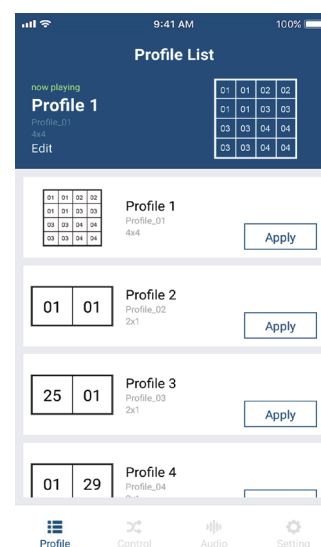 9:41 AM 100%
Profile List
now playing
Profile 1
Profile_01
4x4
Edit
01 01 02 02
01 01 03 03
03 03 04 04
03 03 04 04
01 01 02 02
01 01 03 03
03 03 04 04
03 03 04 04
Profile 1
Profile_01
4x4
Apply
01 01
Profile 2
Profile_02
2x1
Apply
25 01
Profile 3
Profile_03
2x1
Apply
01 29
Profile 4
Profile_04
Profile Control Audio Setting